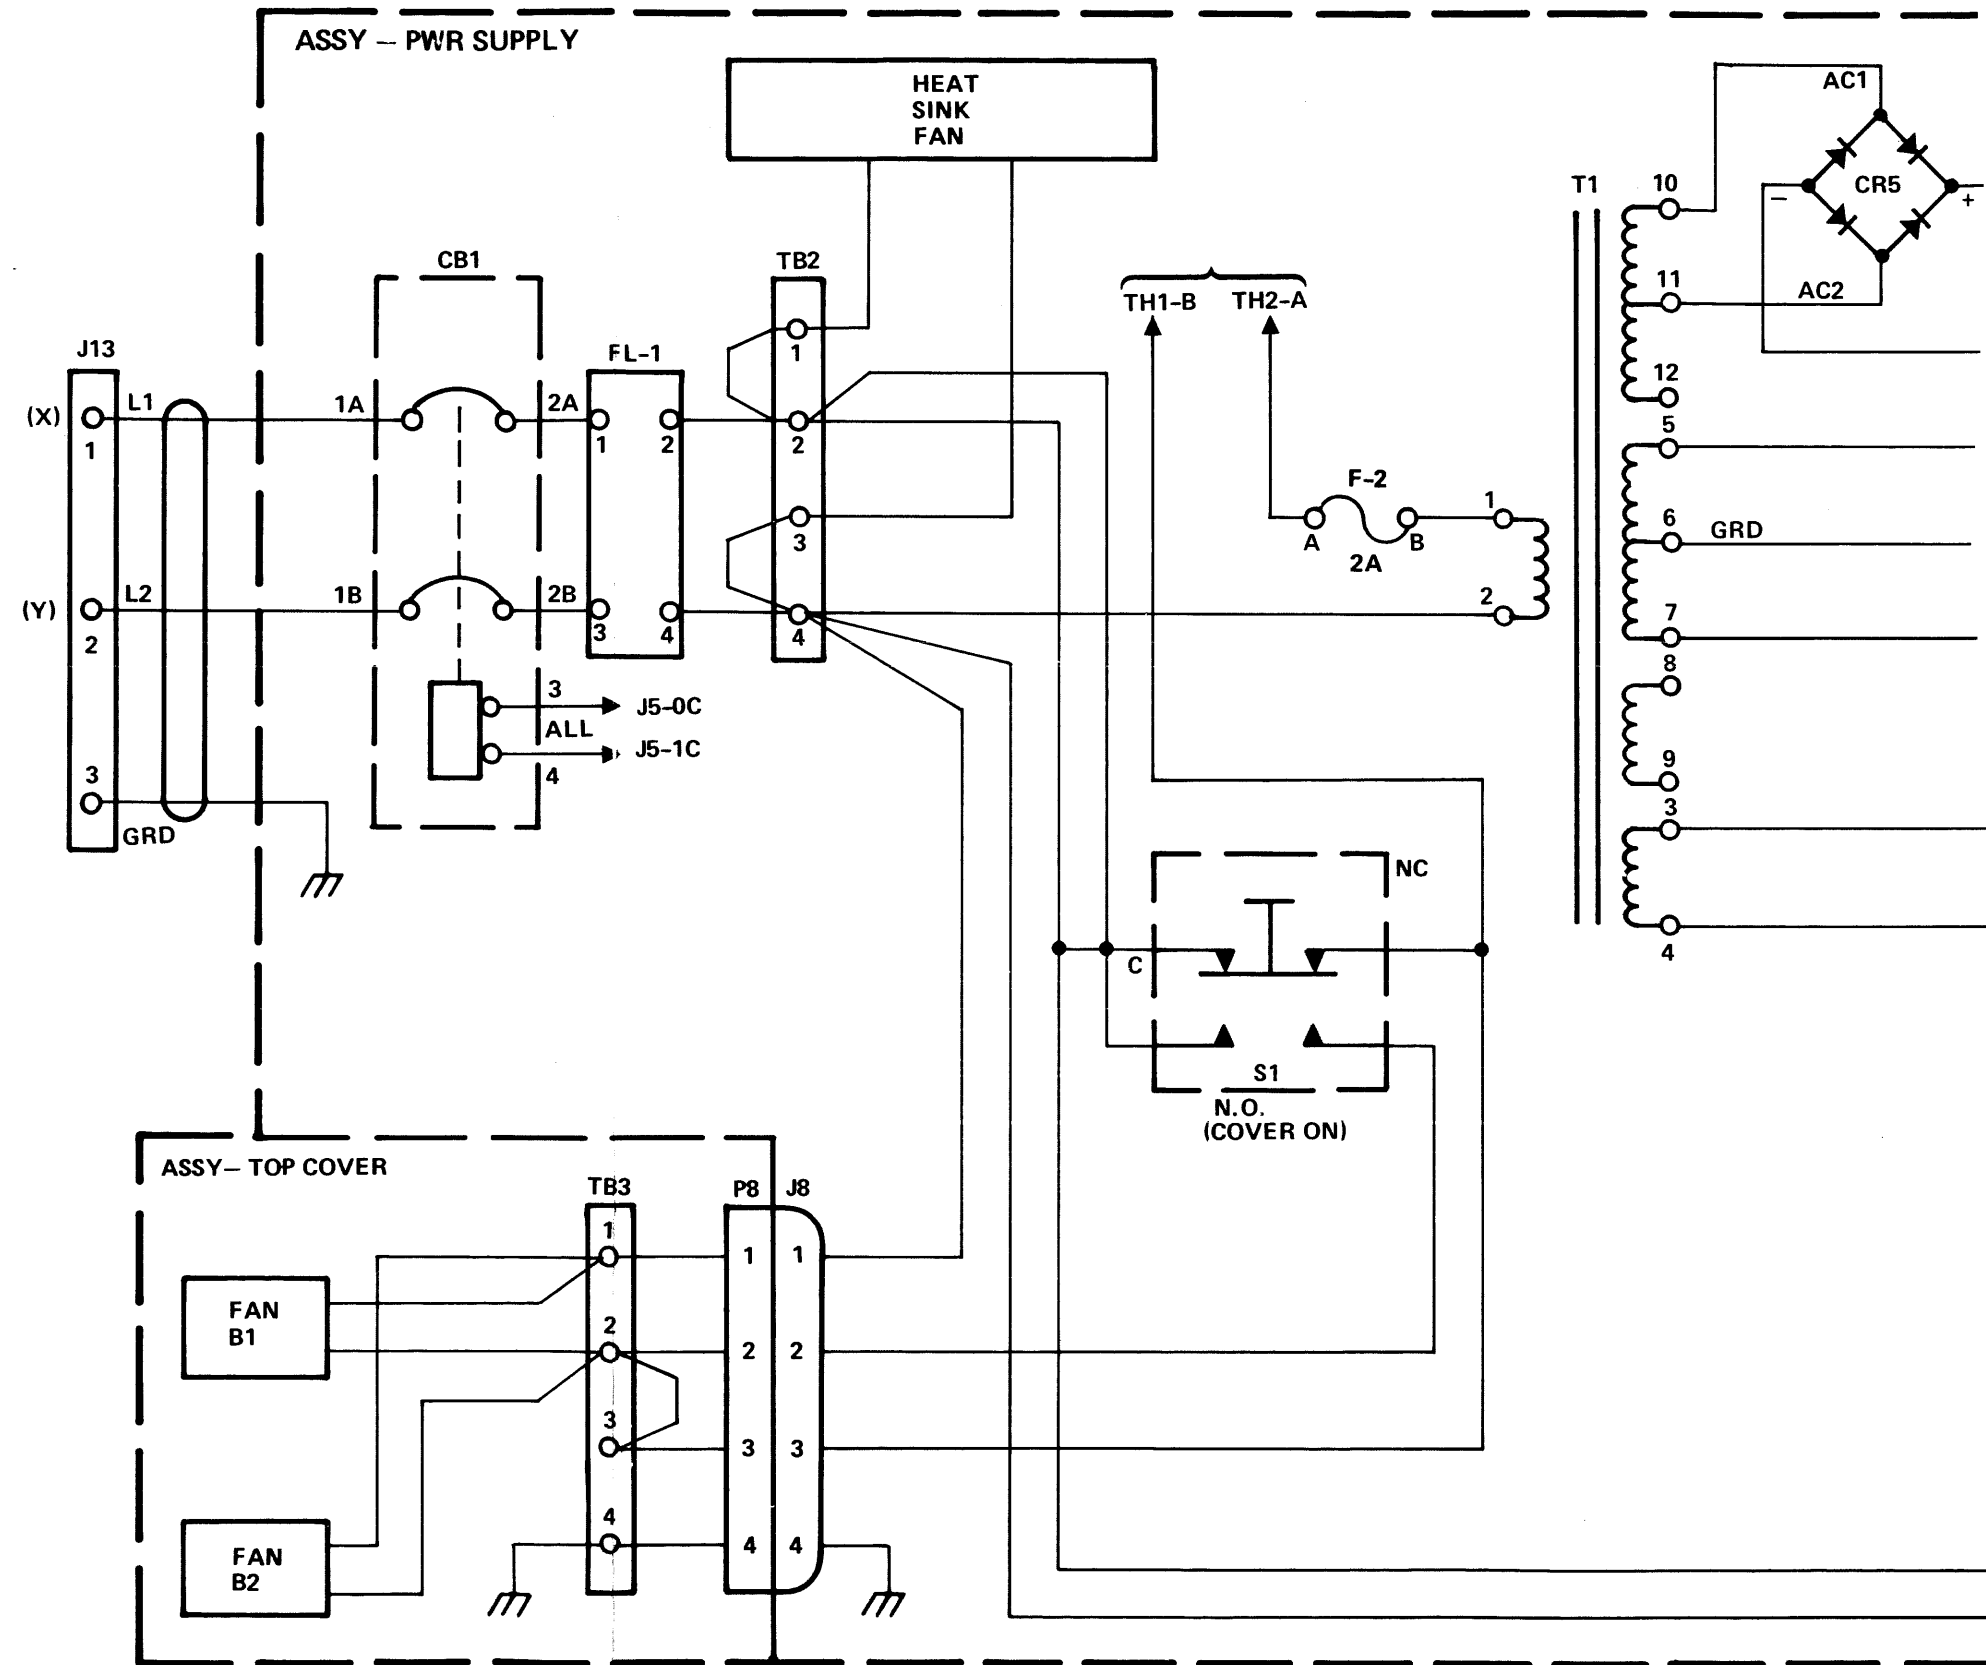 ASSY – PWR SUPPLY
HEAT
SINK
FAN
AC1
CR5
–
+
T1
10
11
AC2
12
CB1
TB2
TH1-B
TH2-A
J13
FL-1
(X)
L1
1A
2A
1
1
2
1
2
5
F-2
A
B
2A
1
6
GRD
3
(Y)
L2
1B
2B
2
3
4
4
2
7
8
3
J5-0C
ALL
J5-1C
4
9
3
3
GRD
NC
C
4
S1
N.O.
(COVER ON)
ASSY– TOP COVER
TB3
P8
J8
1
1
1
FAN
B1
2
2
2
3
3
3
4
4
4
FAN
B2